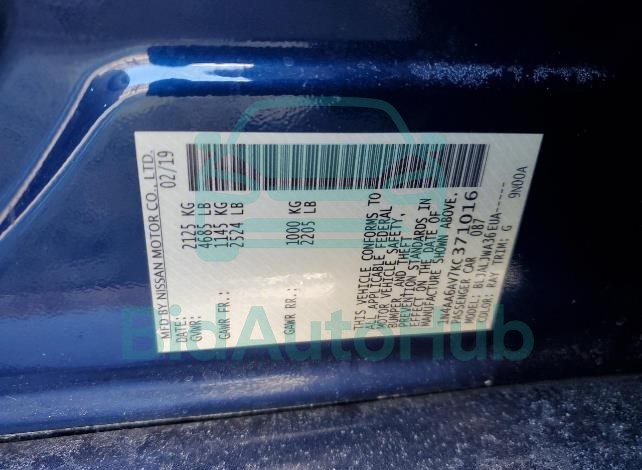 MFD BY NISSAN MOTOR CO., LTD.
DATE: 02/19
GVWR: 2125 KG
4685 LB
GAWR FR: 1145 KG
2524 LB
GAWR RR: 1000 KG
2205 LB
THIS VEHICLE CONFORMS TO
ALL APPLICABLE FEDERAL
MOTOR VEHICLE SAFETY,
BUMPER, AND THEFT
PREVENTION STANDARDS IN
EFFECT ON THE DATE OF
MANUFACTURE SHOWN ABOVE.
1N4AA6AV7KC371016
PASSENGER CAR 087
MODEL: BLJALJWA36EUA-----
COLOR: RAY TRIM: G 9N00A
BidAutoHub